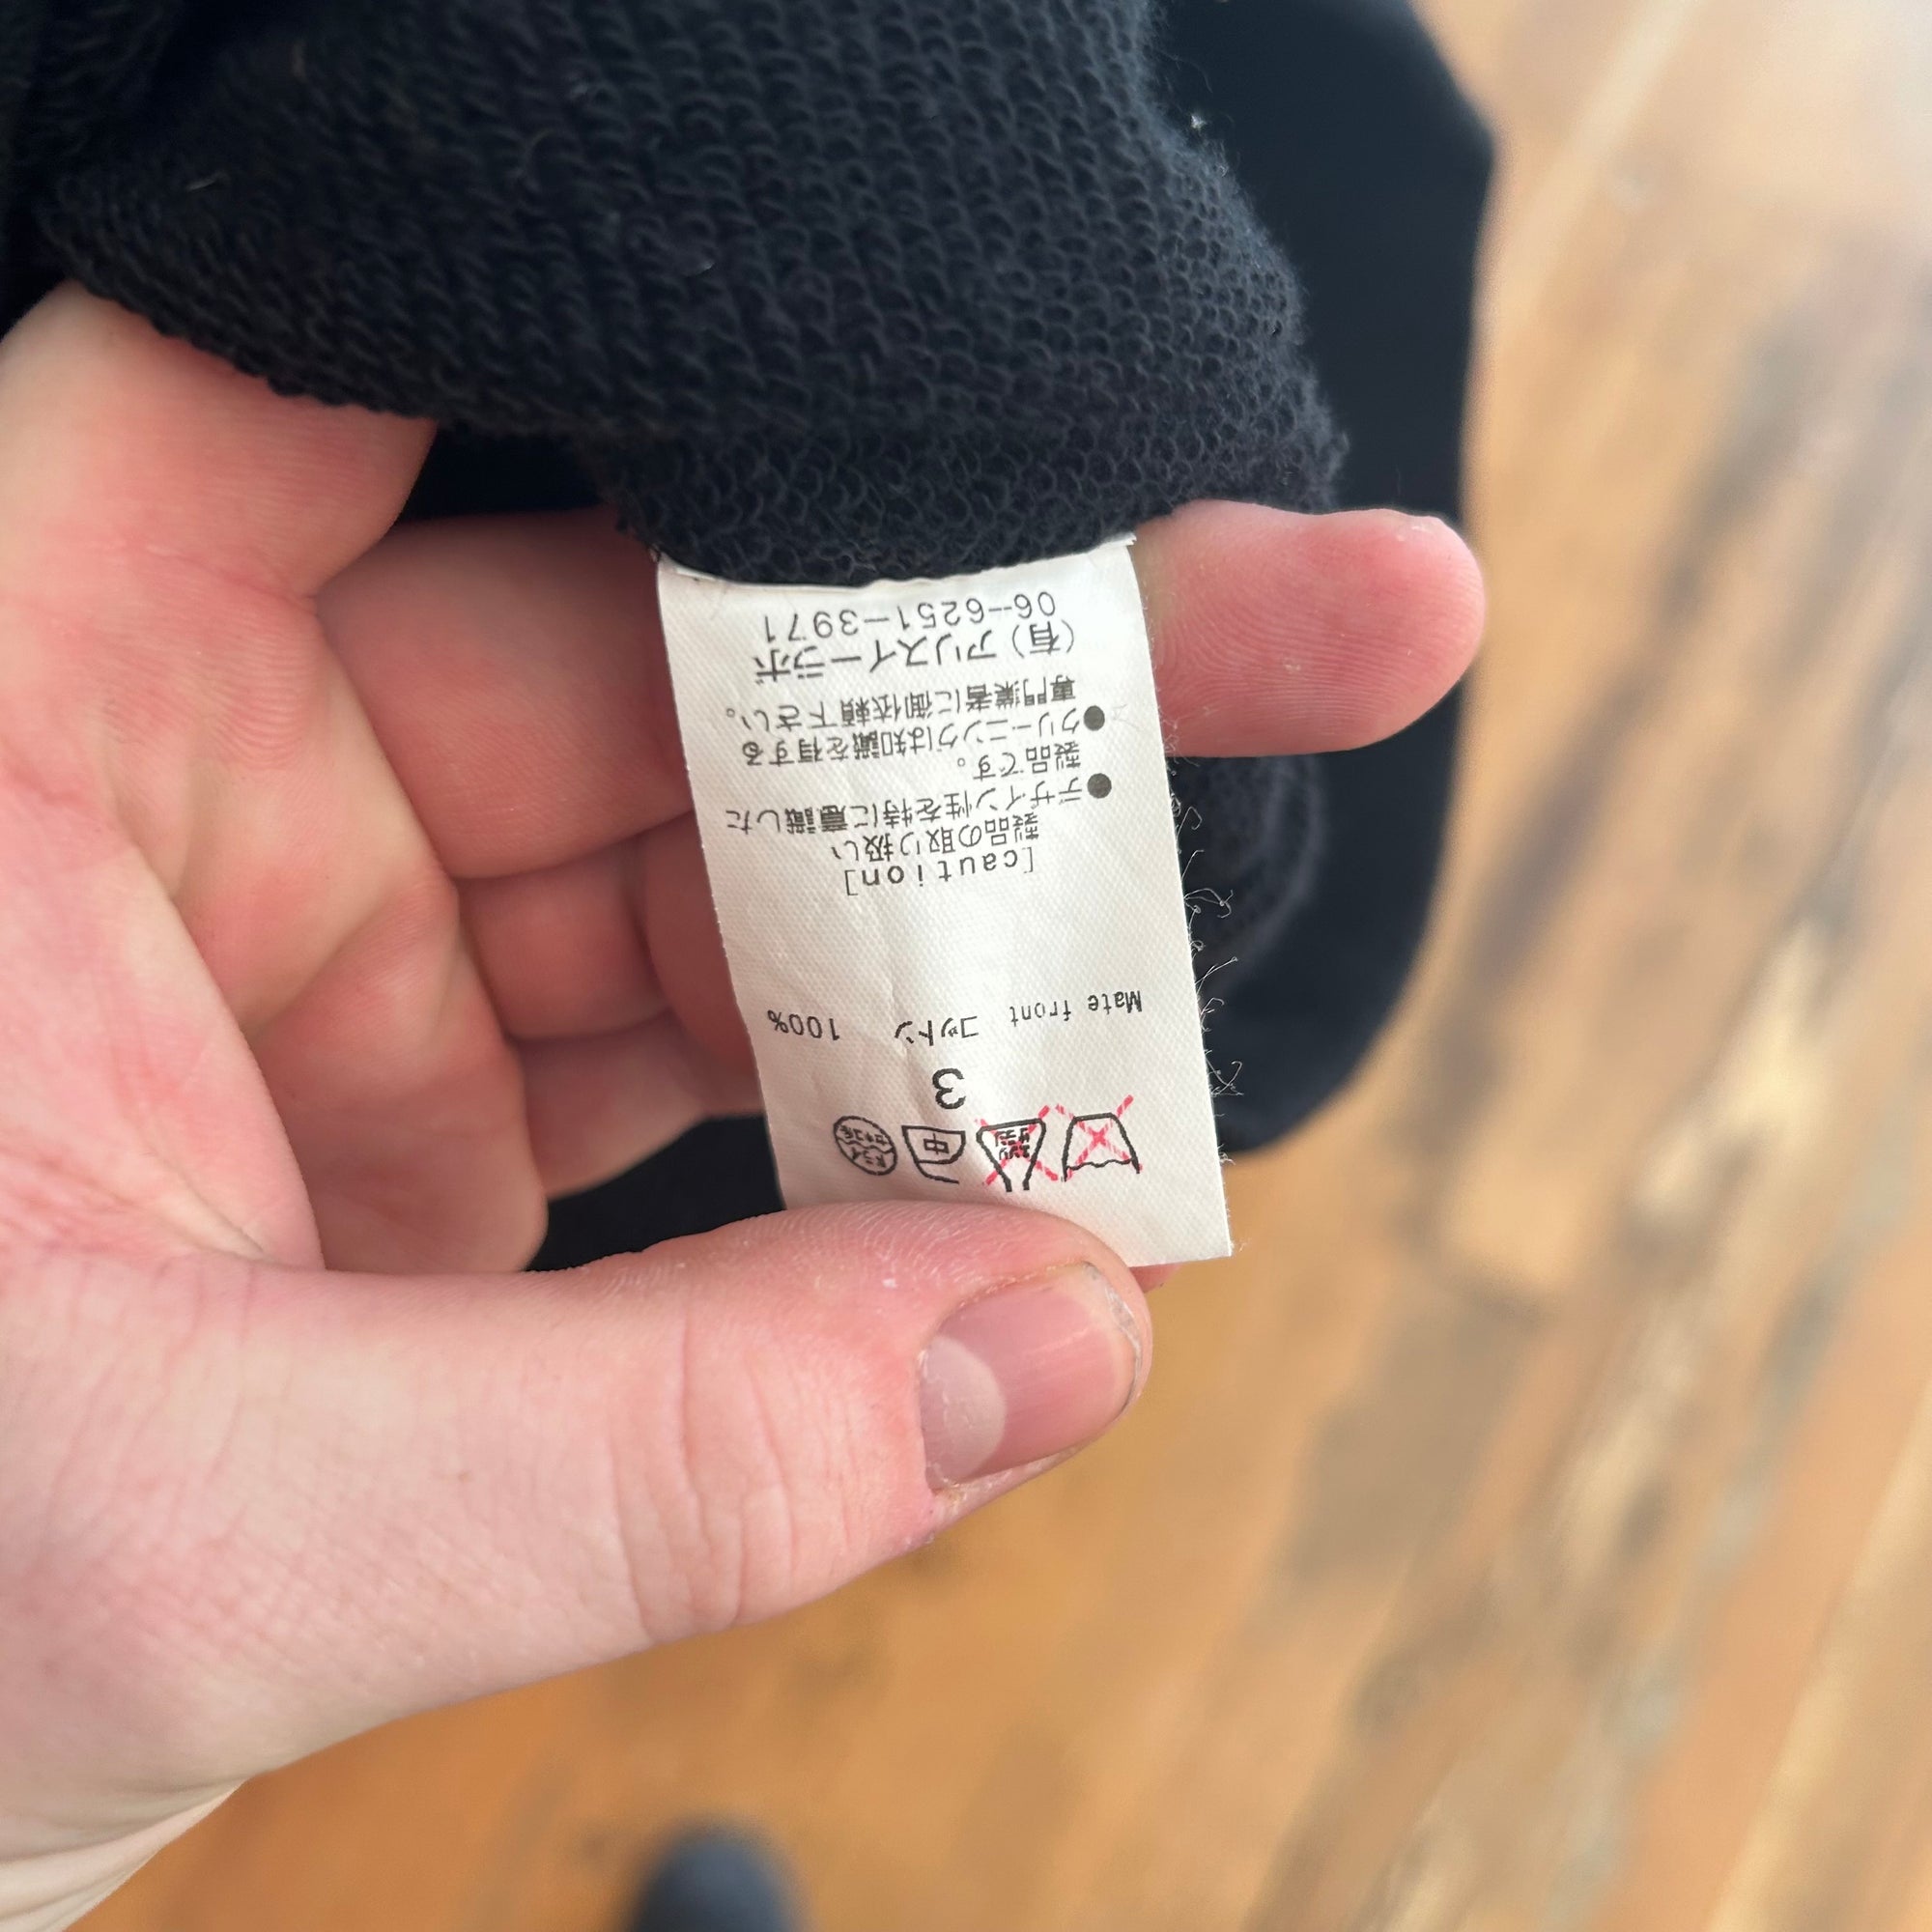 3
Mate front コットン 100%
[caution]
製品の取り扱い
●デザイン性を特に意識した
製品です。
●クリーニングは知識を得する
専門業者に御依頼下さい。
(有)アリスイーラボ
06-6251-3971